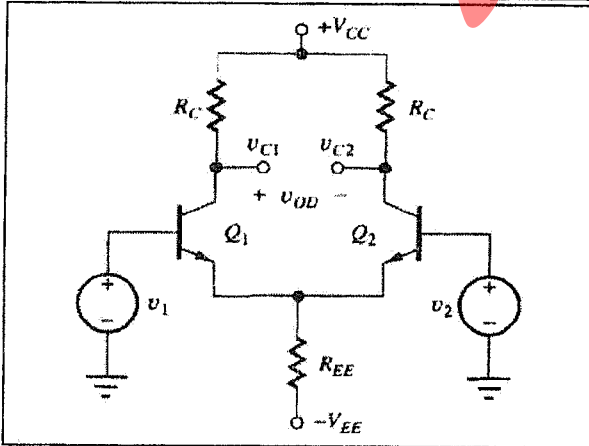 +V_CC
R_C R_C
v_C1 v_C2
+ v_OD −
Q_1 Q_2
+ +
v_1 v_2
− −
R_EE
−V_EE